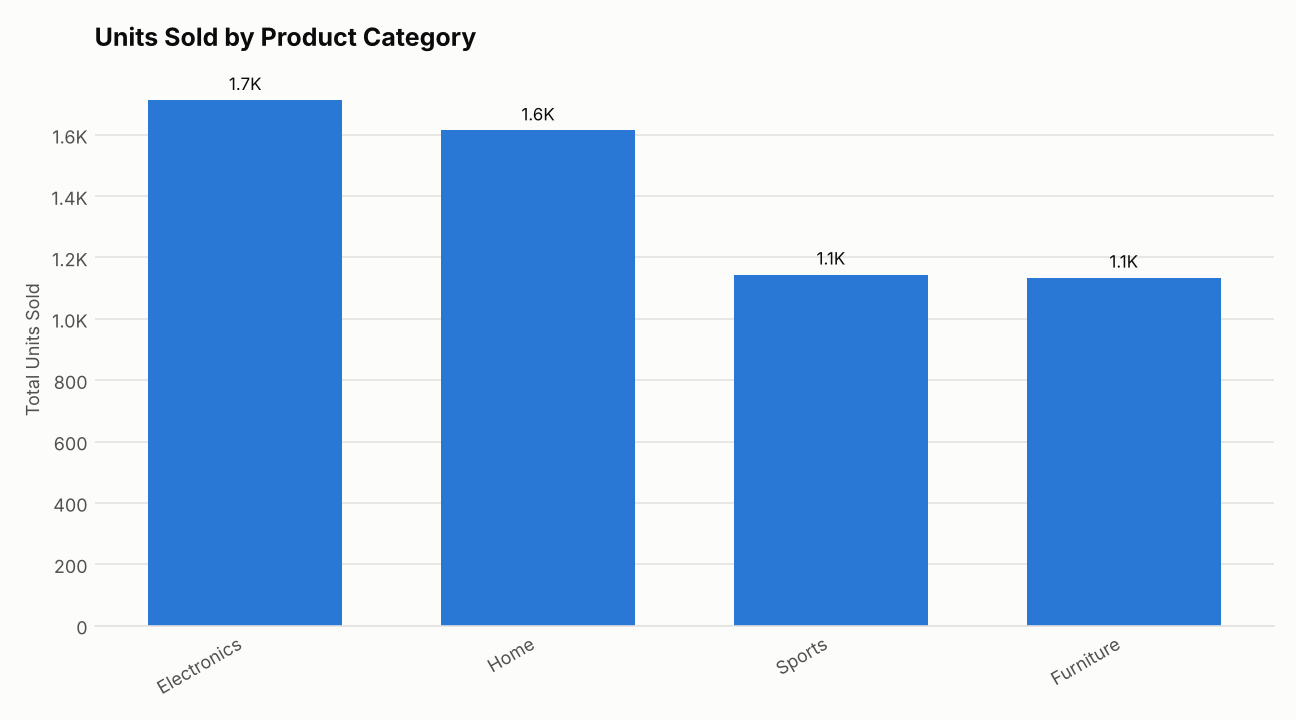 Units Sold by Product Category
1.7K
1.6K
1.1K
1.1K
Total Units Sold
1.6K
1.4K
1.2K
1.0K
800
600
400
200
0
Electronics
Home
Sports
Furniture